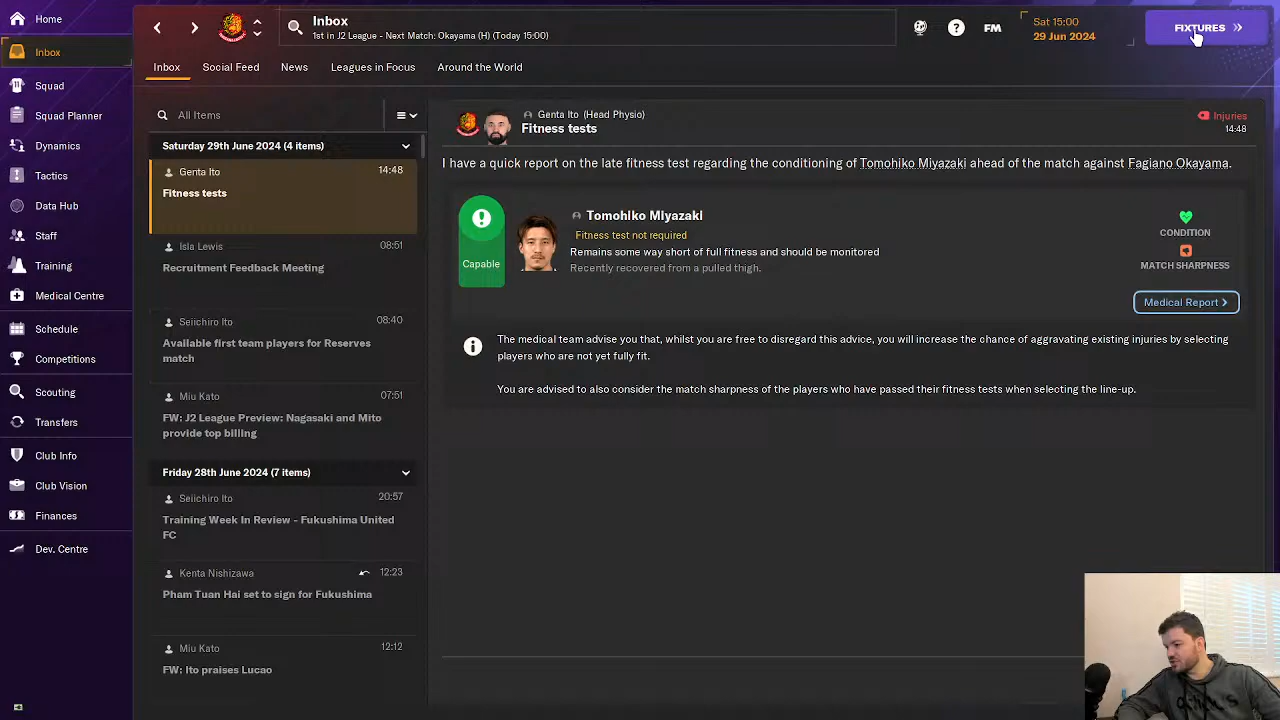 Home
Inbox
Squad
Squad Planner
Dynamics
Tactics
Data Hub
Staff
Training
Medical Centre
Schedule
Competitions
Scouting
Transfers
Club Info
Club Vision
Finances
Dev. Centre
Inbox
1st in J2 League - Next Match: Okayama (H) (Today 15:00)
FM
Sat 15:00
29 Jun 2024
FIXTURES
Inbox
Social Feed
News
Leagues in Focus
Around the World
All Items
Saturday 29th June 2024 (4 items)
Genta Ito
14:48
Fitness tests
Isla Lewis
08:51
Recruitment Feedback Meeting
Seiichiro Ito
08:40
Available first team players for Reserves
match
Miu Kato
07:51
FW: J2 League Preview: Nagasaki and Mito
provide top billing
Friday 28th June 2024 (7 items)
Seiichiro Ito
20:57
Training Week In Review - Fukushima United
FC
Kenta Nishizawa
12:23
Pham Tuan Hai set to sign for Fukushima
Miu Kato
12:12
FW: Ito praises Lucao
Genta Ito (Head Physio)
Fitness tests
Injuries
14:48
I have a quick report on the late fitness test regarding the conditioning of Tomohiko Miyazaki ahead of the match against Fagiano Okayama.
Capable
Tomohiko Miyazaki
Fitness test not required
Remains some way short of full fitness and should be monitored
Recently recovered from a pulled thigh.
CONDITION
MATCH SHARPNESS
Medical Report
The medical team advise you that, whilst you are free to disregard this advice, you will increase the chance of aggravating existing injuries by selecting
players who are not yet fully fit.
You are advised to also consider the match sharpness of the players who have passed their fitness tests when selecting the line-up.